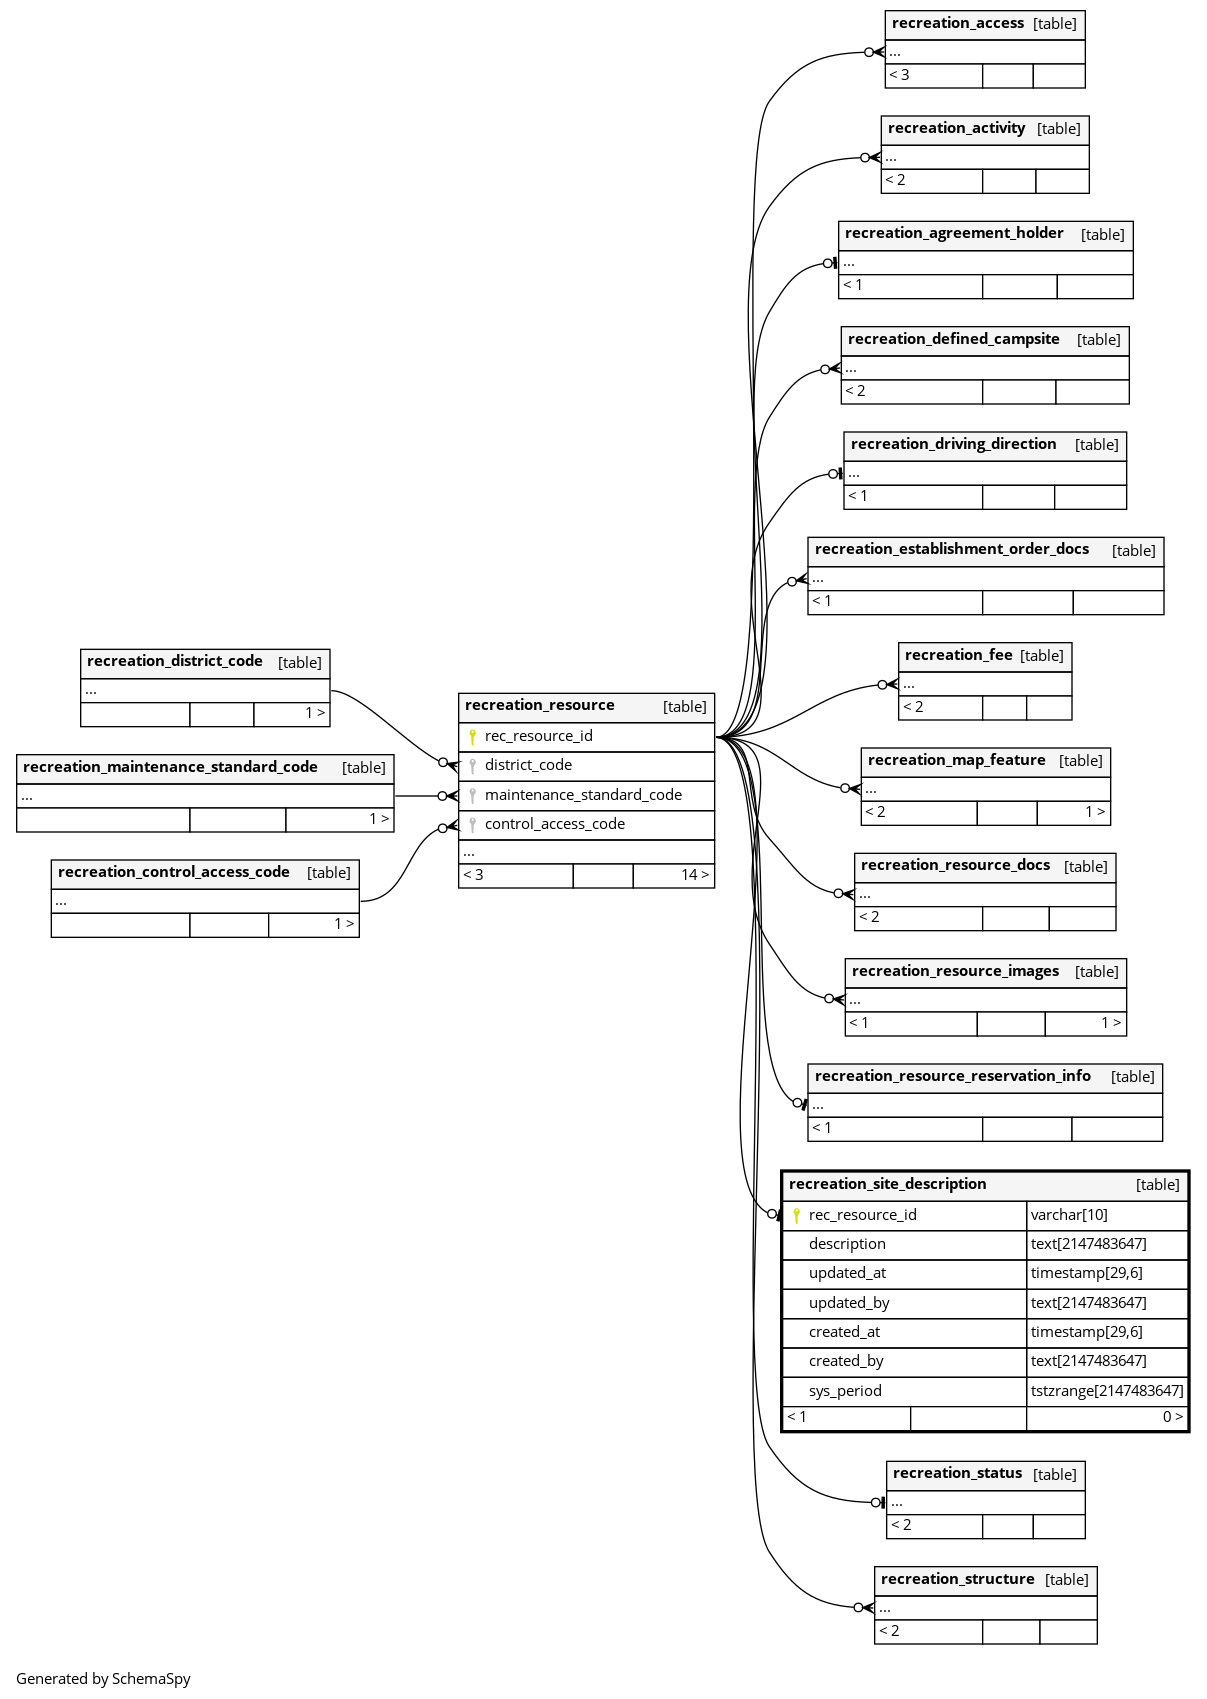 recreation_access [table]
...
< 3
recreation_activity [table]
...
< 2
recreation_agreement_holder [table]
...
< 1
recreation_defined_campsite [table]
...
< 2
recreation_driving_direction [table]
...
< 1
recreation_establishment_order_docs [table]
...
< 1
recreation_fee [table]
...
< 2
recreation_district_code [table]
...
1 >
recreation_maintenance_standard_code [table]
...
1 >
recreation_control_access_code [table]
...
1 >
recreation_resource [table]
rec_resource_id
district_code
maintenance_standard_code
control_access_code
...
< 3 14 >
recreation_map_feature [table]
...
< 2 1 >
recreation_resource_docs [table]
...
< 2
recreation_resource_images [table]
...
< 1 1 >
recreation_resource_reservation_info [table]
...
< 1
recreation_site_description [table]
rec_resource_id varchar[10]
description text[2147483647]
updated_at timestamp[29,6]
updated_by text[2147483647]
created_at timestamp[29,6]
created_by text[2147483647]
sys_period tstzrange[2147483647]
< 1 0 >
recreation_status [table]
...
< 2
recreation_structure [table]
...
< 2
Generated by SchemaSpy